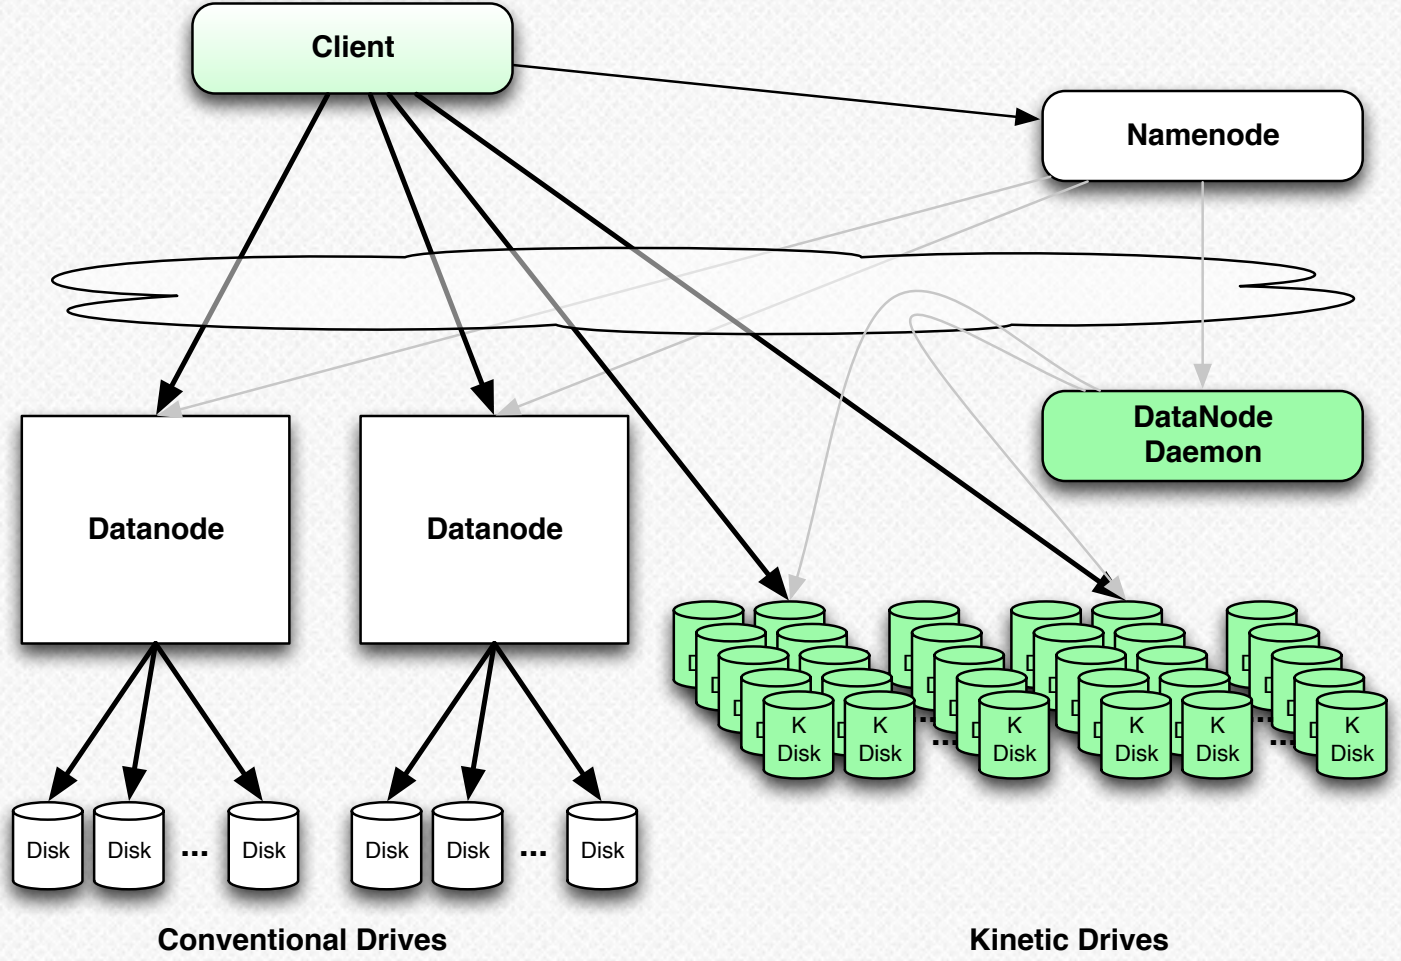 Client
Namenode
DataNode
Daemon
Datanode
Datanode
K
Disk
K
Disk
...
K
Disk
K
Disk
K
Disk
...
K
Disk
Disk
Disk
...
Disk
Disk
Disk
...
Disk
Conventional Drives
Kinetic Drives